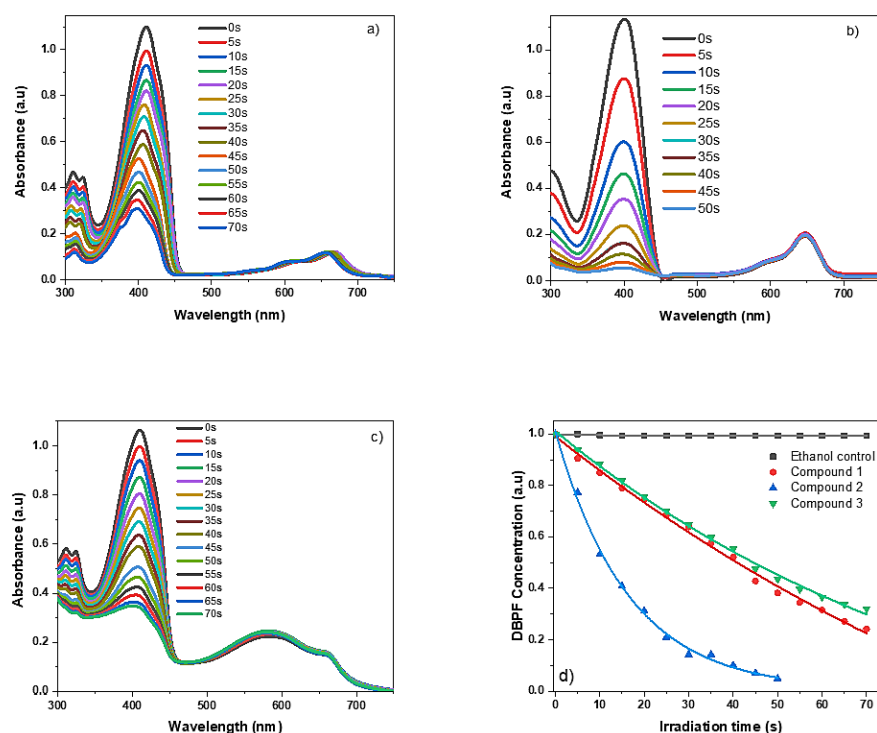 a)
0s
5s
10s
15s
20s
25s
30s
35s
40s
45s
50s
55s
60s
65s
70s
1.0
0.8
0.6
0.4
0.2
0.0
Absorbance (a.u)
300 400 500 600 700
Wavelength (nm)
b)
0s
5s
10s
15s
20s
25s
30s
35s
40s
45s
50s
1.0
0.8
0.6
0.4
0.2
0.0
Absorbance (a.u)
300 400 500 600 700
Wavelength (nm)
c)
0s
5s
10s
15s
20s
25s
30s
35s
40s
45s
50s
55s
60s
65s
70s
1.0
0.8
0.6
0.4
0.2
0.0
Absorbance (a.u)
300 400 500 600 700
Wavelength (nm)
Ethanol control
Compound 1
Compound 2
Compound 3
1.0
0.8
0.6
0.4
0.2
0.0
DBPF Concentration (a.u)
d)
0 10 20 30 40 50 60 70
Irradiation time (s)